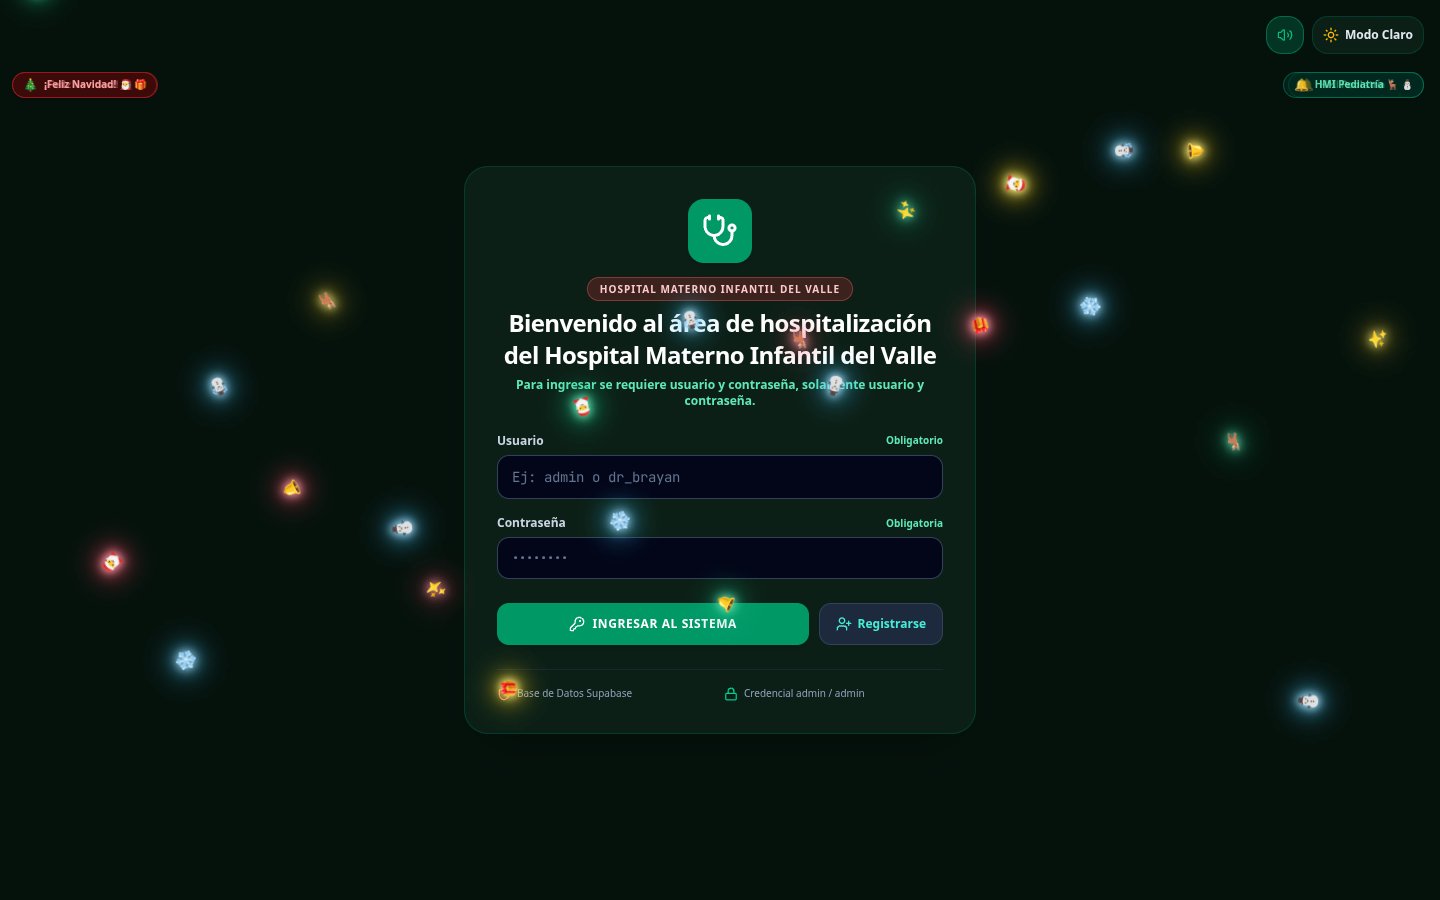 Modo Claro
¡Feliz Navidad!
HMI Pediatría
HOSPITAL MATERNO INFANTIL DEL VALLE
Bienvenido al área de hospitalización
del Hospital Materno Infantil del Valle
Para ingresar se requiere usuario y contraseña, solamente usuario y
contraseña.
Usuario
Obligatorio
Ej: admin o dr_brayan
Contraseña
Obligatoria
INGRESAR AL SISTEMA
Registrarse
Base de Datos Supabase
Credencial admin / admin